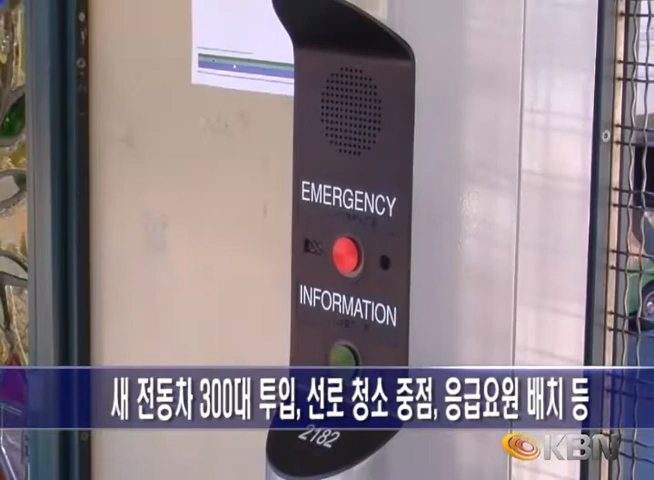 EMERGENCY
INFORMATION
새 전동차 300대 투입, 선로 청소 중점, 응급요원 배치 등
2182
KBN